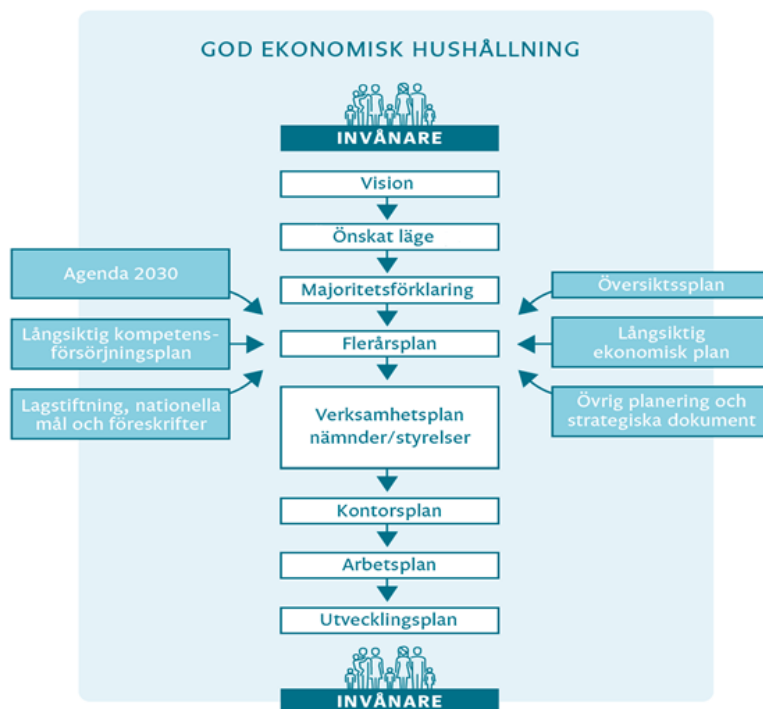 GOD EKONOMISK HUSHÅLLNING
INVÅNARE
Vision
Önskat läge
Majoritetsförklaring
Flerårsplan
Agenda 2030
Långsiktig kompetens-
försörjningsplan
Lagstiftning, nationella
mål och föreskrifter
Översiktssplan
Långsiktig
ekonomisk plan
Övrig planering och
strategiska dokument
Verksamhetsplan
nämnder/styrelser
Kontorsplan
Arbetsplan
Utvecklingsplan
INVÅNARE